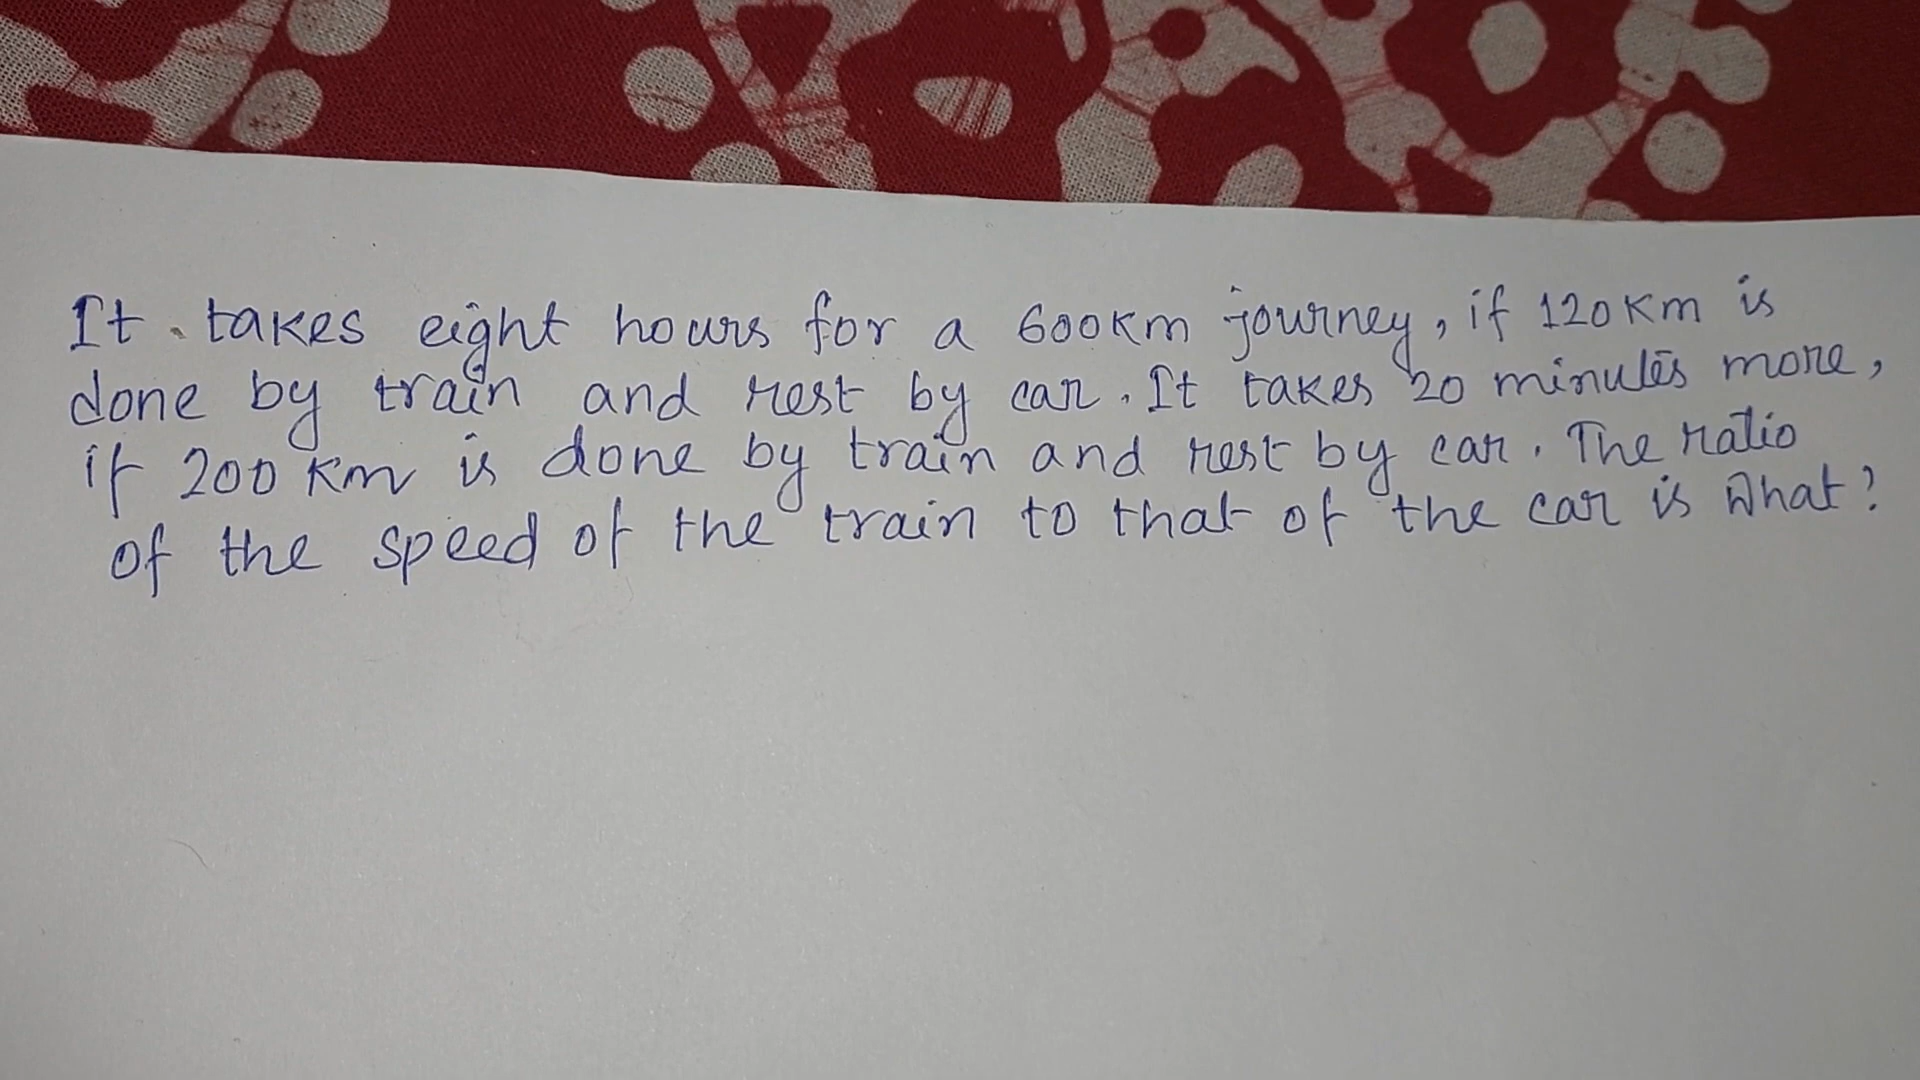 It takes eight hours for a 600km journey, if 120km is
done by train and rest by car. It takes 20 minutes more,
if 200 km is done by train and rest by car. The ratio
of the speed of the train to that of the car is What?